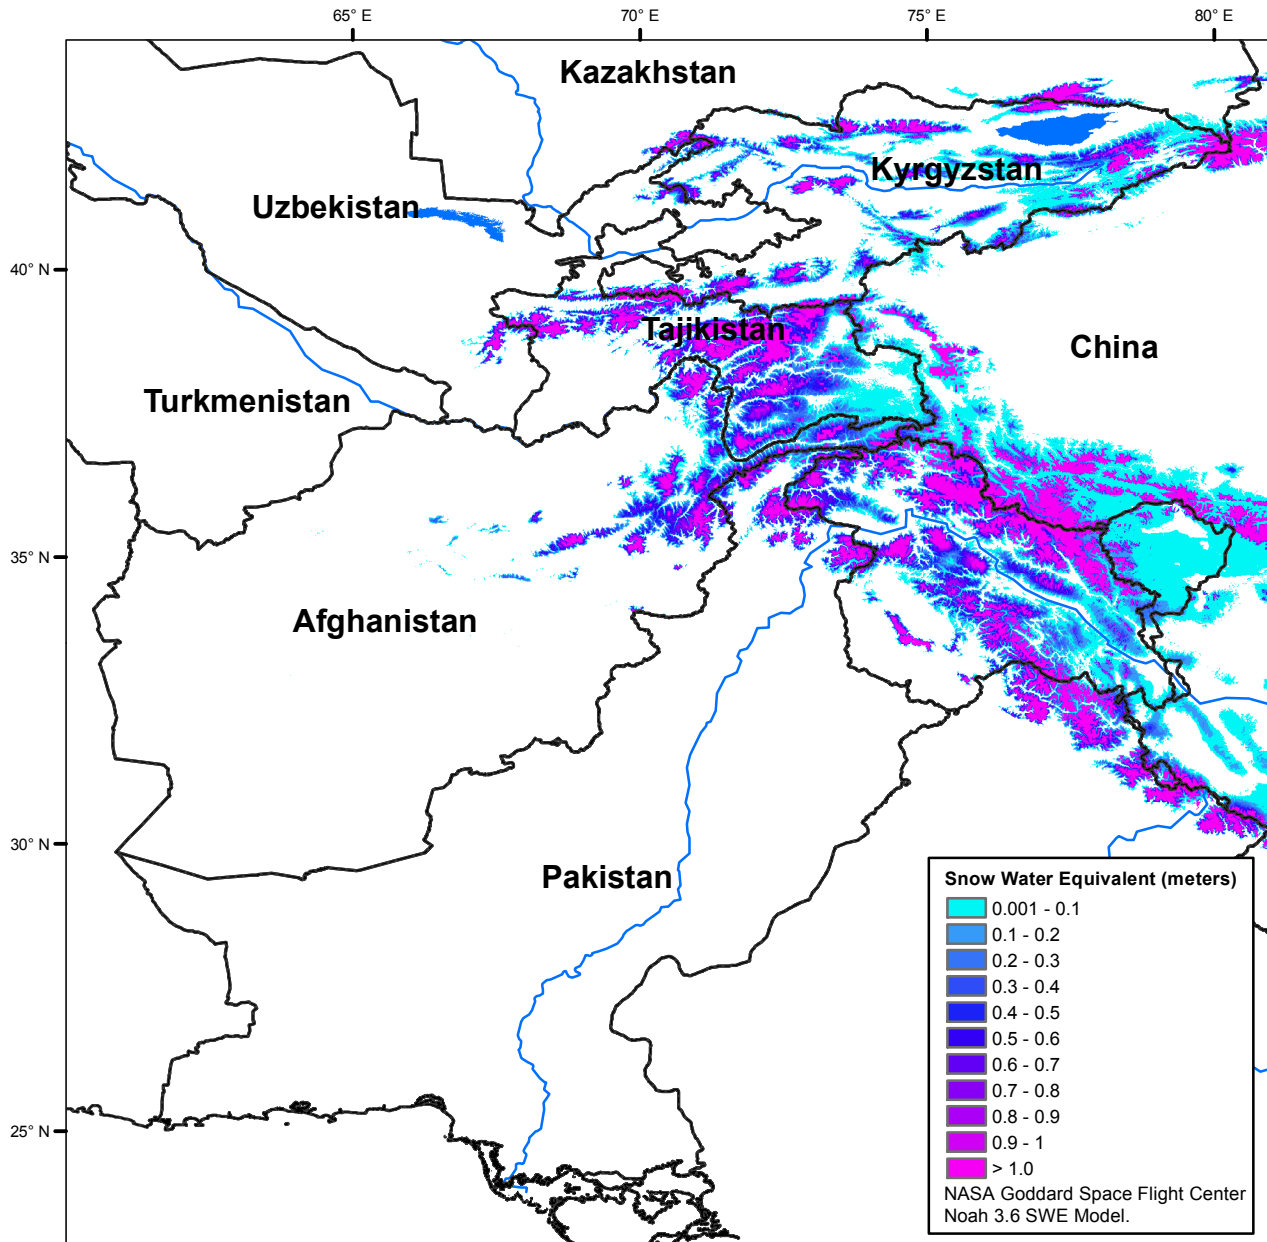 65° E 70° E 75° E 80° E
Kazakhstan
Kyrgyzstan
Uzbekistan
40° N
Tajikistan
China
Turkmenistan
35° N
Afghanistan
30° N
Pakistan
25° N
Snow Water Equivalent (meters)
0.001 - 0.1
0.1 - 0.2
0.2 - 0.3
0.3 - 0.4
0.4 - 0.5
0.5 - 0.6
0.6 - 0.7
0.7 - 0.8
0.8 - 0.9
0.9 - 1
> 1.0
NASA Goddard Space Flight Center
Noah 3.6 SWE Model.